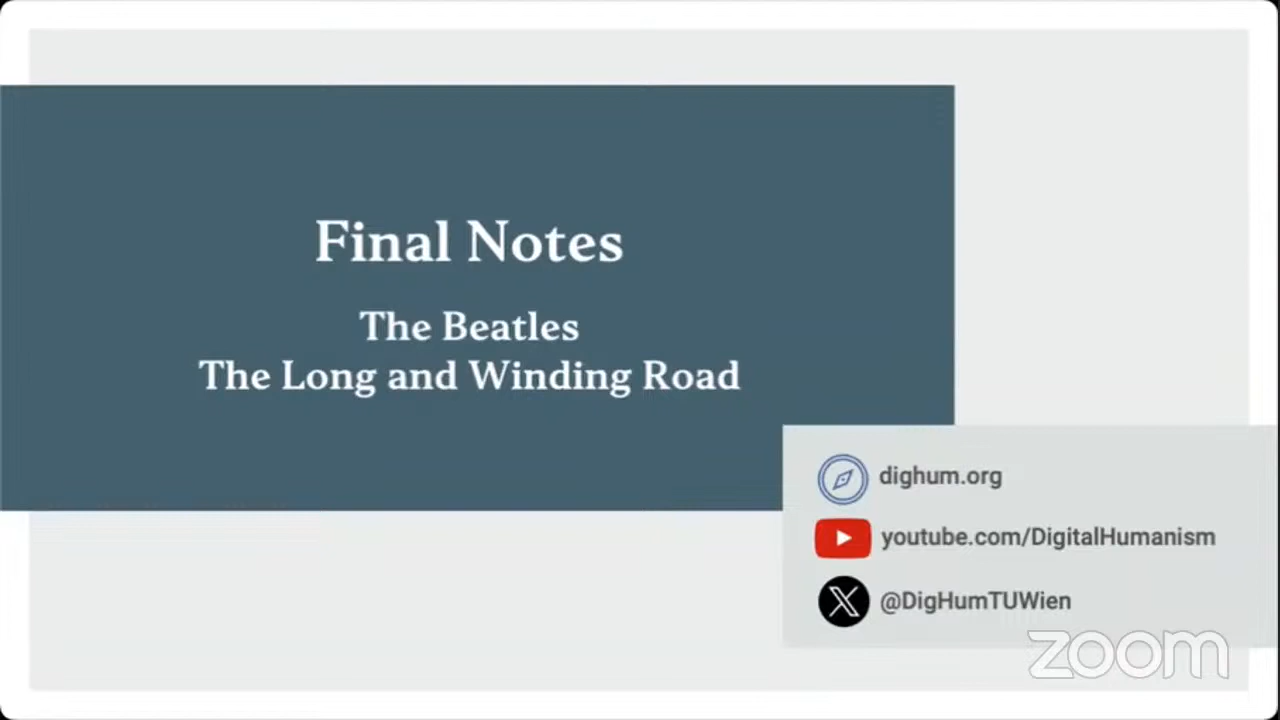 Final Notes
The Beatles
The Long and Winding Road
dighum.org
youtube.com/DigitalHumanism
@DigHumTUWien
zoom